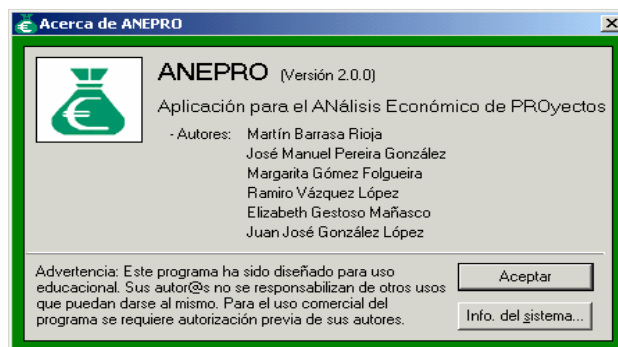 Acerca de ANEPRO
ANEPRO (Versión 2.0.0)
Aplicación para el ANálisis Económico de PROyectos
- Autores: Martín Barrasa Rioja
José Manuel Pereira González
Margarita Gómez Folgueira
Ramiro Vázquez López
Elizabeth Gestoso Mañasco
Juan José González López
Advertencia: Este programa ha sido diseñado para uso
educacional. Sus autor@s no se responsabilizan de otros usos
que puedan darse al mismo. Para el uso comercial del
programa se requiere autorización previa de sus autores.
Aceptar
Info. del sistema...